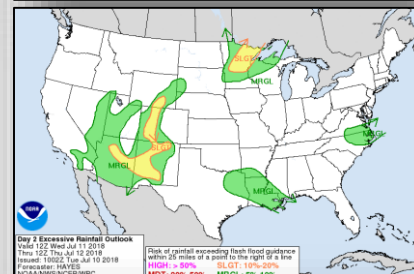 SLGT
MRGL
SLGT
MRGL
MRGL
MRGL
NOAA
Day 2 Excessive Rainfall Outlook
Valid 12Z Wed Jul 11 2018
Thru 12Z Thu Jul 12 2018
Issued: 1002Z Tue Jul 10 2018
Forecaster: HAYES
Risk of rainfall exceeding flash flood guidance
within 25 miles of a point to the right of a line
HIGH: > 50%
SLGT: 10%-20%